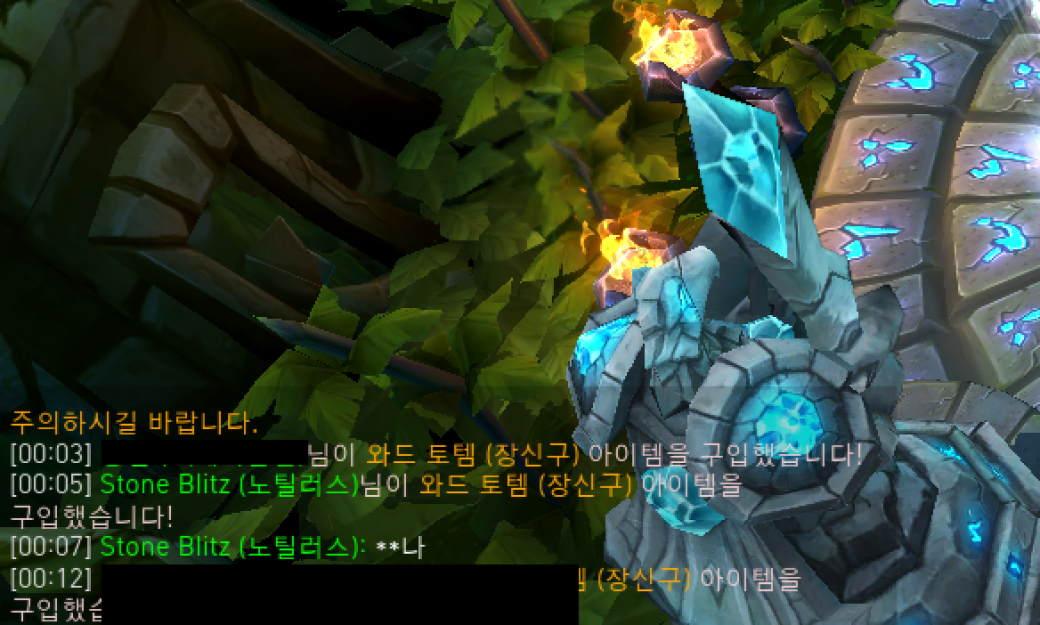 주의하시길 바랍니다.
[00:03] 님이 와드 토템 (장신구) 아이템을 구입했습니다!
[00:05] Stone Blitz (노틸러스)님이 와드 토템 (장신구) 아이템을
구입했습니다!
[00:07] Stone Blitz (노틸러스): **나
[00:12] (장신구) 아이템을
구입했